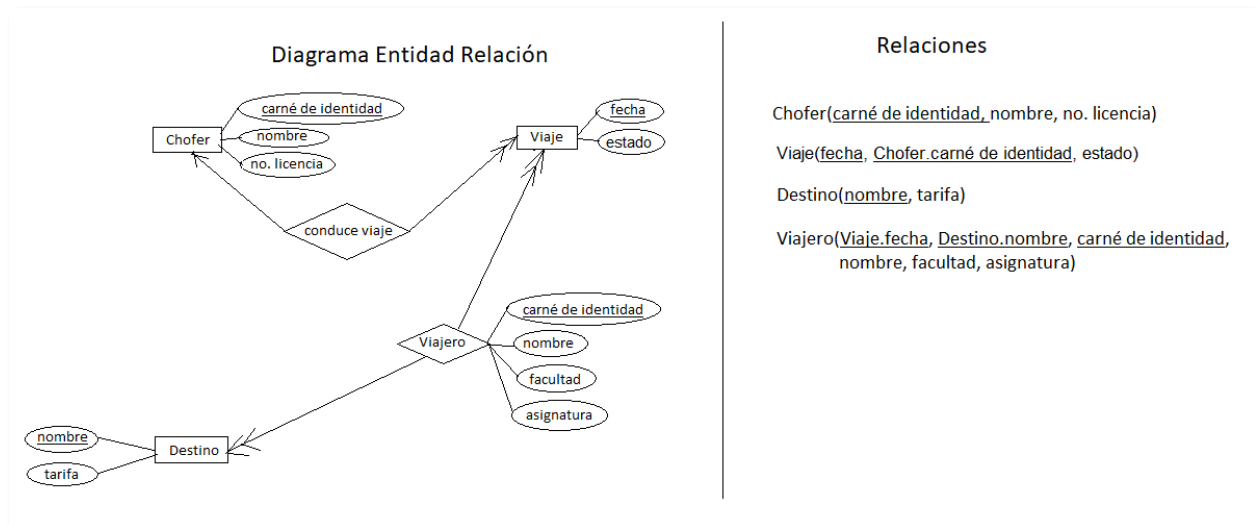 Diagrama Entidad Relación
carné de identidad
Chofer
nombre
no. licencia
fecha
Viaje
estado
conduce viaje
carné de identidad
Viajero
nombre
facultad
asignatura
nombre
Destino
tarifa
Relaciones
Chofer(carné de identidad, nombre, no. licencia)
Viaje(fecha, Chofer.carné de identidad, estado)
Destino(nombre, tarifa)
Viajero(Viaje.fecha, Destino.nombre, carné de identidad,
nombre, facultad, asignatura)